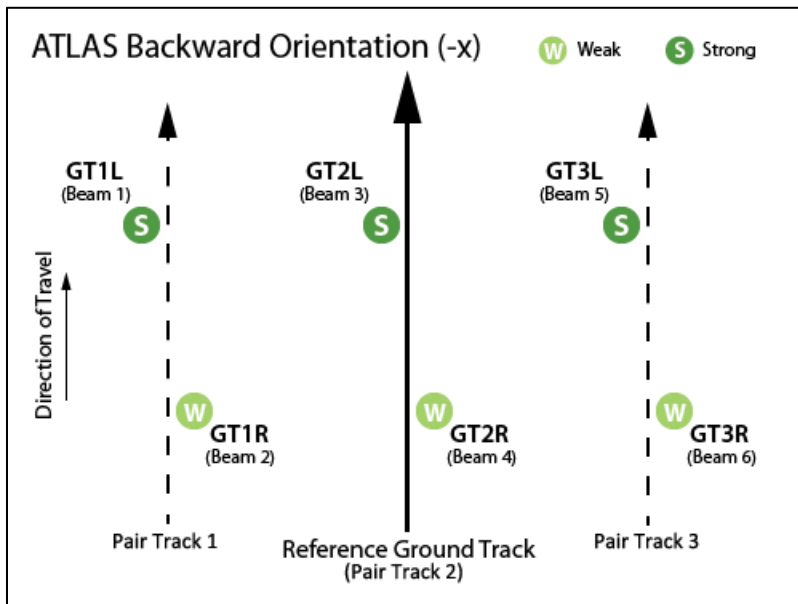 ATLAS Backward Orientation (-x)
W Weak
S Strong
GT1L
(Beam 1)
S
GT2L
(Beam 3)
S
GT3L
(Beam 5)
S
Direction of Travel
W
GT1R
(Beam 2)
W
GT2R
(Beam 4)
W
GT3R
(Beam 6)
Pair Track 1
Reference Ground Track
(Pair Track 2)
Pair Track 3